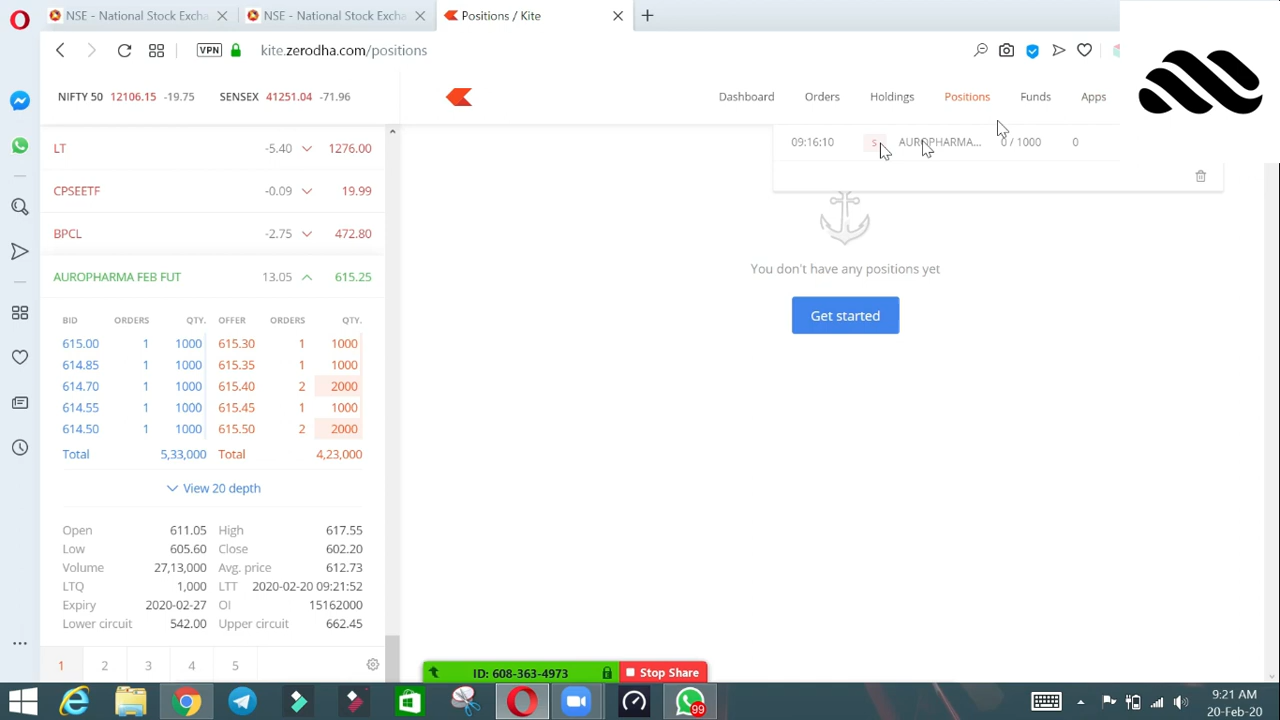 NSE - National Stock Excha
NSE - National Stock Excha
Positions / Kite
VPN
kite.zerodha.com/positions
NIFTY 50 12106.15 -19.75 SENSEX 41251.04 -71.96
Dashboard Orders Holdings Positions Funds Apps
LT -5.40 1276.00
CPSEETF -0.09 19.99
BPCL -2.75 472.80
AUROPHARMA FEB FUT 13.05 615.25
BID ORDERS QTY. OFFER ORDERS QTY.
615.00 1 1000 615.30 1 1000
614.85 1 1000 615.35 1 1000
614.70 1 1000 615.40 2 2000
614.55 1 1000 615.45 1 1000
614.50 1 1000 615.50 2 2000
Total 5,33,000 Total 4,23,000
View 20 depth
Open 611.05 High 617.55
Low 605.60 Close 602.20
Volume 27,13,000 Avg. price 612.73
LTQ 1,000 LTT 2020-02-20 09:21:52
Expiry 2020-02-27 OI 15162000
Lower circuit 542.00 Upper circuit 662.45
1 2 3 4 5
09:16:10 S AUROPHARMA... 0 / 1000 0
You don't have any positions yet
Get started
ID: 608-363-4973 Stop Share
99
9:21 AM
20-Feb-20